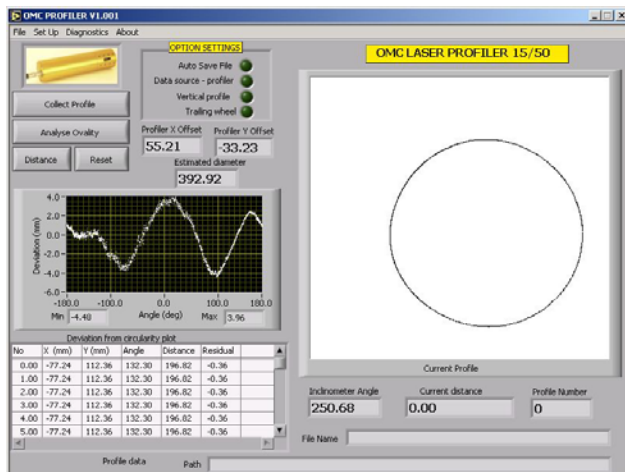 OMC PROFILER V1.001
File Set Up Diagnostics About
OPTION SETTINGS
Auto Save File
Data source - profiler
Vertical profile
Trailing wheel
Collect Profile
Analyse Ovality
Distance Reset
Profiler X Offset Profiler Y Offset
55.21 -33.23
Estimated diameter
392.92
Deviation (mm)
4.0
2.0
0.0
-2.0
-4.0
-6.0
-180.0 -100.0 0.0 100.0 180.0
Min -4.48 Angle (deg) Max 3.96
Deviation from circularity plot
No X (mm) Y (mm) Angle Distance Residual
0.00 -77.24 112.36 132.30 196.82 -0.36
1.00 -77.24 112.36 132.30 196.82 -0.36
2.00 -77.24 112.36 132.30 196.82 -0.36
3.00 -77.24 112.36 132.30 196.82 -0.36
4.00 -77.24 112.36 132.30 196.82 -0.36
5.00 -77.24 112.36 132.30 196.82 -0.36
Profile data Path
OMC LASER PROFILER 15/50
Current Profile
Inclinometer Angle Current distance Profile Number
250.68 0.00 0
File Name